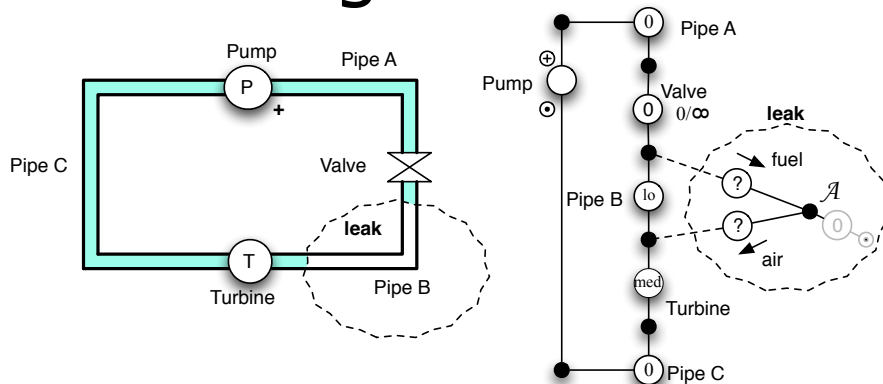 g
Pump
Pipe A
P
+
Pipe C
Valve
leak
T
Turbine
Pipe B
0
Pipe A
+
Pump
Valve
0
0/∞
leak
fuel
?
𝒜
Pipe B
lo
?
0
air
med
Turbine
0
Pipe C